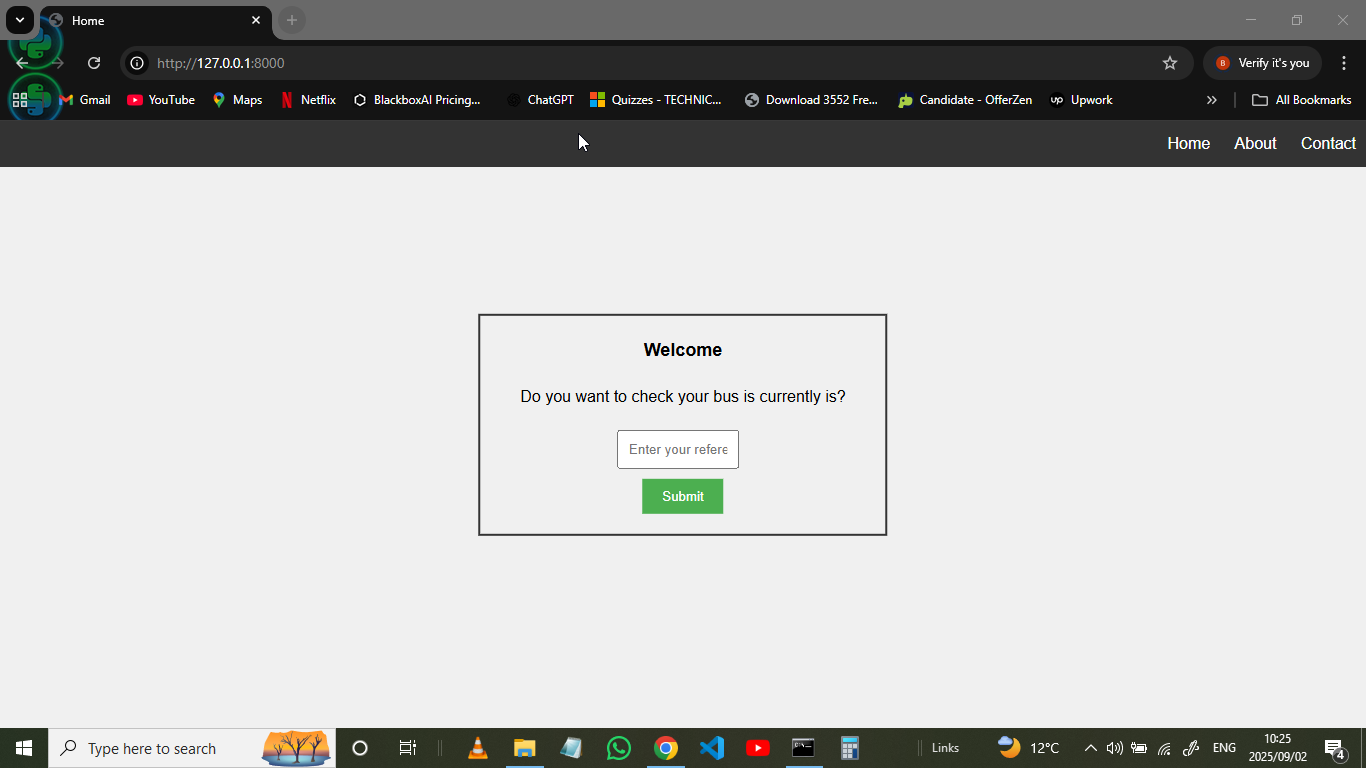 Home
http://127.0.0.1:8000
Verify it's you
B
Gmail
YouTube
Maps
Netflix
BlackboxAI Pricing...
ChatGPT
Quizzes - TECHNIC...
Download 3552 Fre...
Candidate - OfferZen
up
Upwork
All Bookmarks
Home
About
Contact
Welcome
Do you want to check your bus is currently is?
Enter your refere
Submit
Type here to search
Links
12°C
ENG
10:25
2025/09/02
4